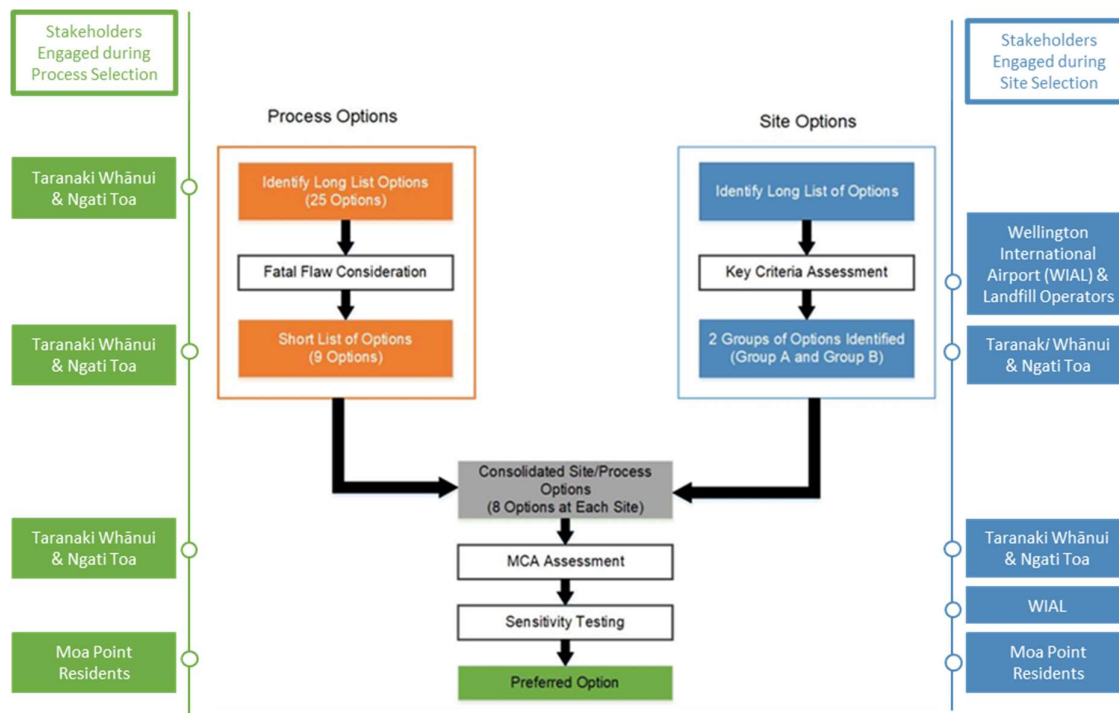 Stakeholders
Engaged during
Process Selection
Taranaki Whānui
& Ngati Toa
Taranaki Whānui
& Ngati Toa
Taranaki Whānui
& Ngati Toa
Moa Point
Residents
Process Options
Identify Long List Options
(25 Options)
Fatal Flaw Consideration
Short List of Options
(9 Options)
Site Options
Identify Long List of Options
Key Criteria Assessment
2 Groups of Options Identified
(Group A and Group B)
Consolidated Site/Process
Options
(8 Options at Each Site)
MCA Assessment
Sensitivity Testing
Preferred Option
Stakeholders
Engaged during
Site Selection
Wellington
International
Airport (WIAL) &
Landfill Operators
Taranaki Whānui
& Ngati Toa
Taranaki Whānui
& Ngati Toa
WIAL
Moa Point
Residents